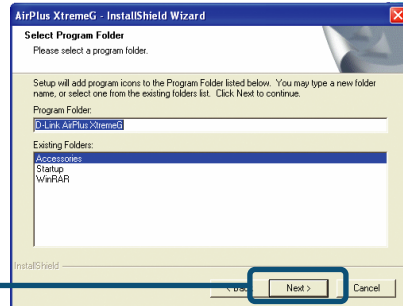 AirPlus XtremeG - InstallShield Wizard
Select Program Folder
Please select a program folder.
Setup will add program icons to the Program Folder listed below. You may type a new folder
name, or select one from the existing folders list. Click Next to continue.
Program Folder:
D-Link AirPlus XtremeG
Existing Folders:
Accessories
Startup
WinRAR
InstallShield
< Back Next > Cancel